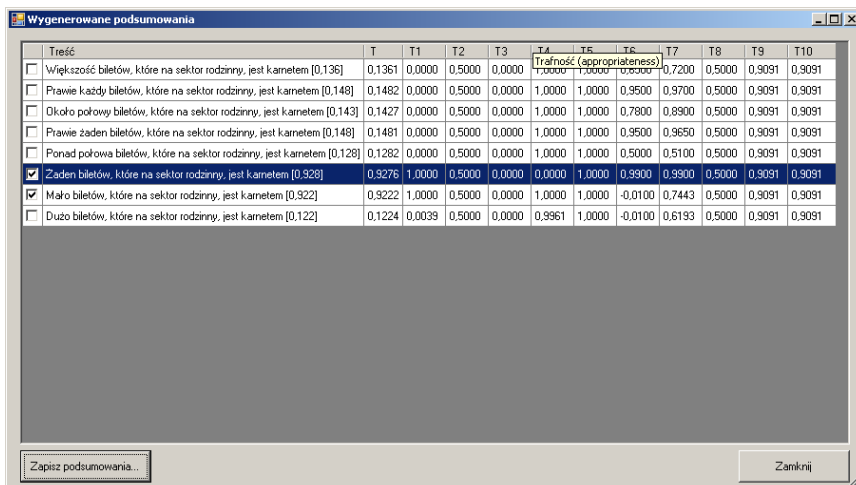 Wygenerowane podsumowania
Treść T T1 T2 T3 T4 T5 T6 T7 T8 T9 T10
Trafność (appropriateness)
Większość biletów, które na sektor rodzinny, jest karnetem [0,136] 0,1361 0,0000 0,5000 0,0000 1,0000 1,0000 0,7200 0,5000 0,9091 0,9091
Prawie każdy biletów, które na sektor rodzinny, jest karnetem [0,148] 0,1482 0,0000 0,5000 0,0000 1,0000 1,0000 0,9500 0,9700 0,5000 0,9091 0,9091
Około połowy biletów, które na sektor rodzinny, jest karnetem [0,143] 0,1427 0,0000 0,5000 0,0000 1,0000 1,0000 0,7800 0,8900 0,5000 0,9091 0,9091
Prawie żaden biletów, które na sektor rodzinny, jest karnetem [0,148] 0,1481 0,0000 0,5000 0,0000 1,0000 1,0000 0,9500 0,9650 0,5000 0,9091 0,9091
Ponad połowa biletów, które na sektor rodzinny, jest karnetem [0,128] 0,1282 0,0000 0,5000 0,0000 1,0000 1,0000 0,5000 0,5100 0,5000 0,9091 0,9091
Żaden biletów, które na sektor rodzinny, jest karnetem [0,928] 0,9276 1,0000 0,5000 0,0000 0,0000 1,0000 0,9900 0,9900 0,5000 0,9091 0,9091
Mało biletów, które na sektor rodzinny, jest karnetem [0,922] 0,9222 1,0000 0,5000 0,0000 1,0000 1,0000 -0,0100 0,7443 0,5000 0,9091 0,9091
Dużo biletów, które na sektor rodzinny, jest karnetem [0,122] 0,1224 0,0039 0,5000 0,0000 0,9961 1,0000 -0,0100 0,6193 0,5000 0,9091 0,9091
Zapisz podsumowania... Zamknij